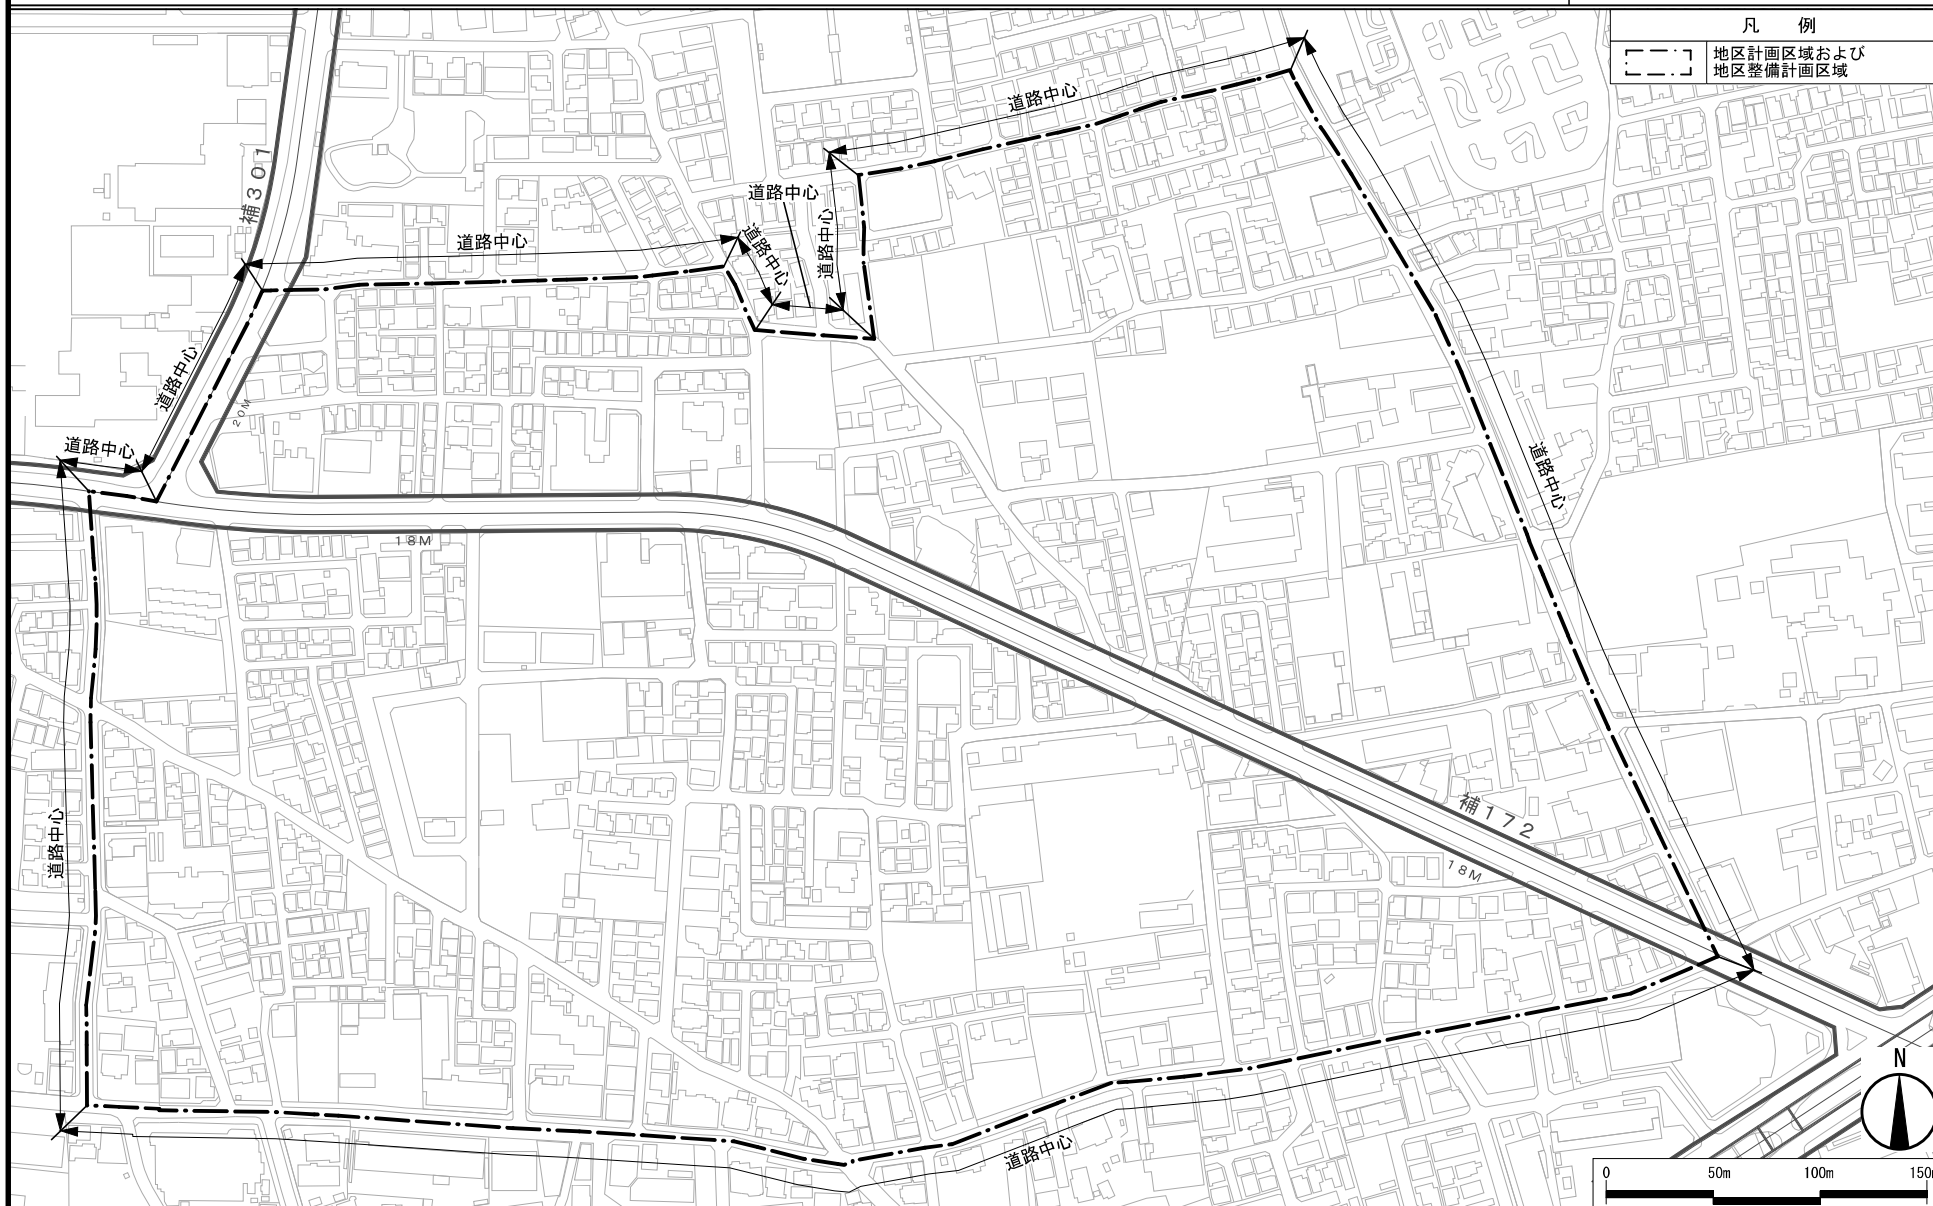 凡 例
地区計画区域および
地区整備計画区域
道路中心
補301
道路中心
道路中心
道路中心
道路中心
道路中心
20M
道路中心
道路中心
18M
道路中心
補172
18M
道路中心
道路中心
N
0 50m 100m 150m